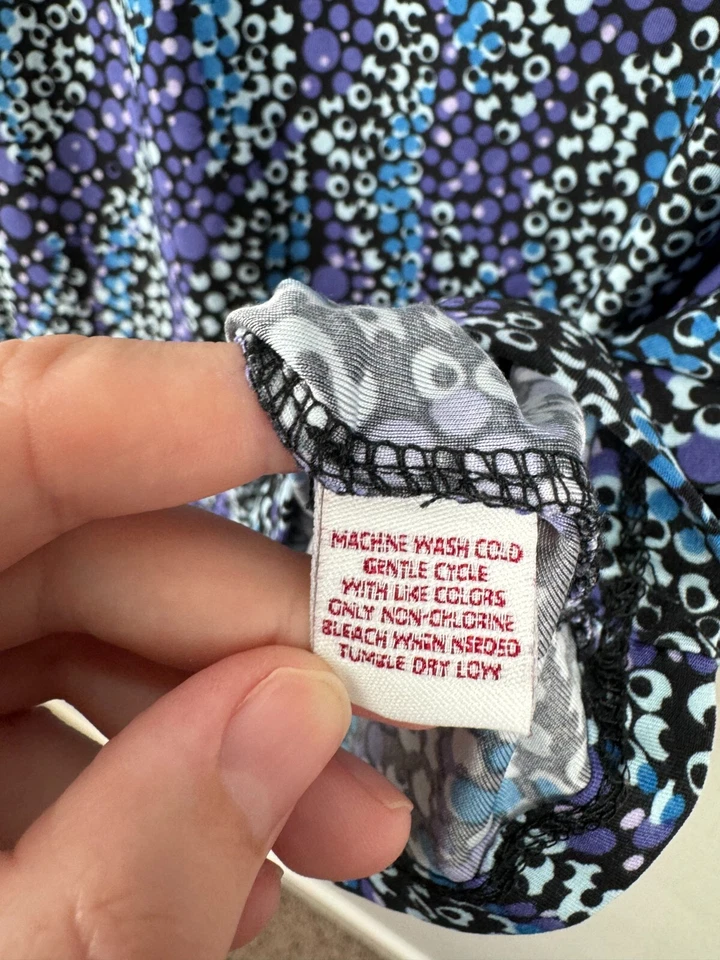 MACHINE WASH COLD
GENTLE CYCLE
WITH LIKE COLORS
ONLY NON-CHLORINE
BLEACH WHEN NEEDED
TUMBLE DRY LOW